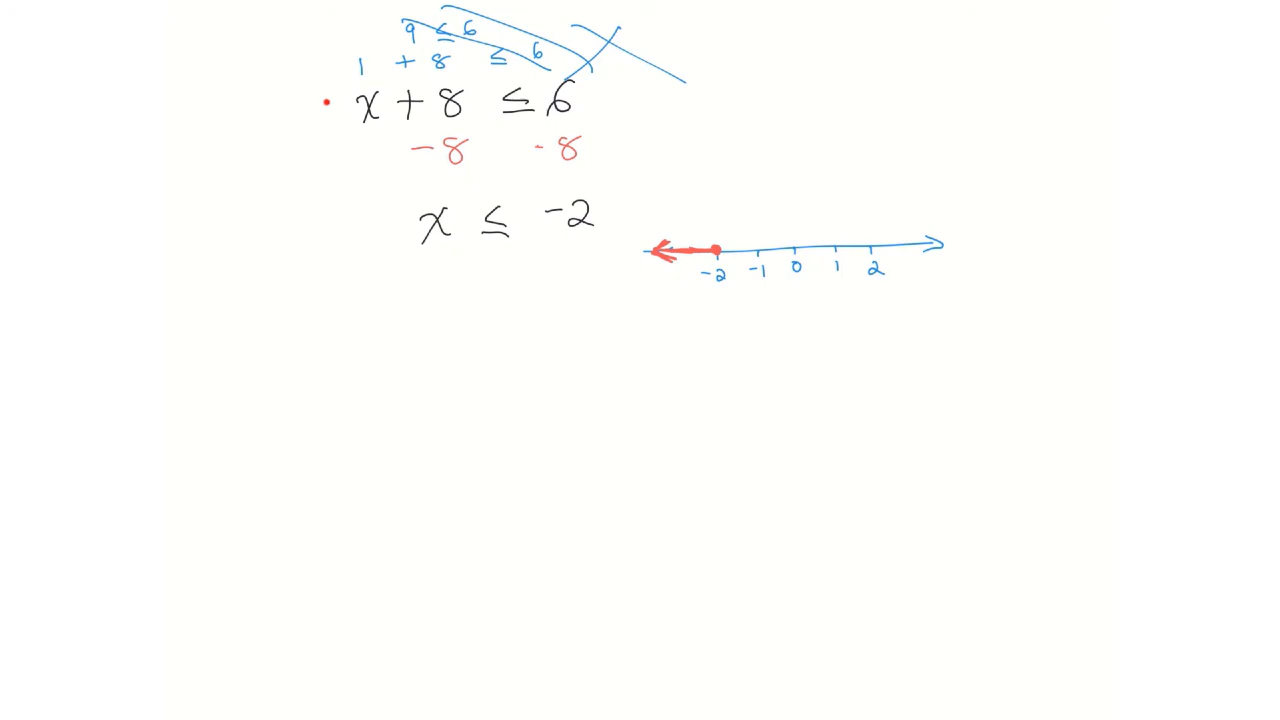 9 ≤ 6
1 + 8 ≤ 6
x + 8 ≤ 6
-8 -8
x ≤ -2
-2 -1 0 1 2